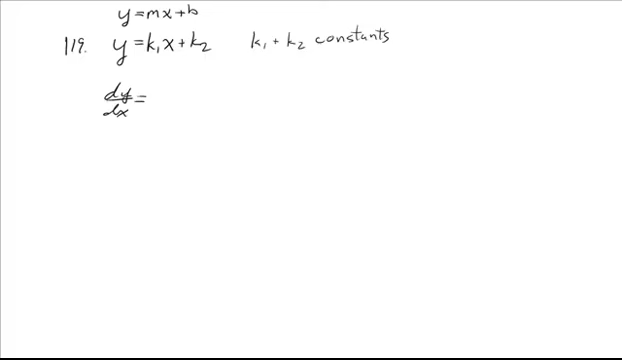 y = mx + b
119. y = k₁x + k₂ k₁ + k₂ constants
dy/dx =